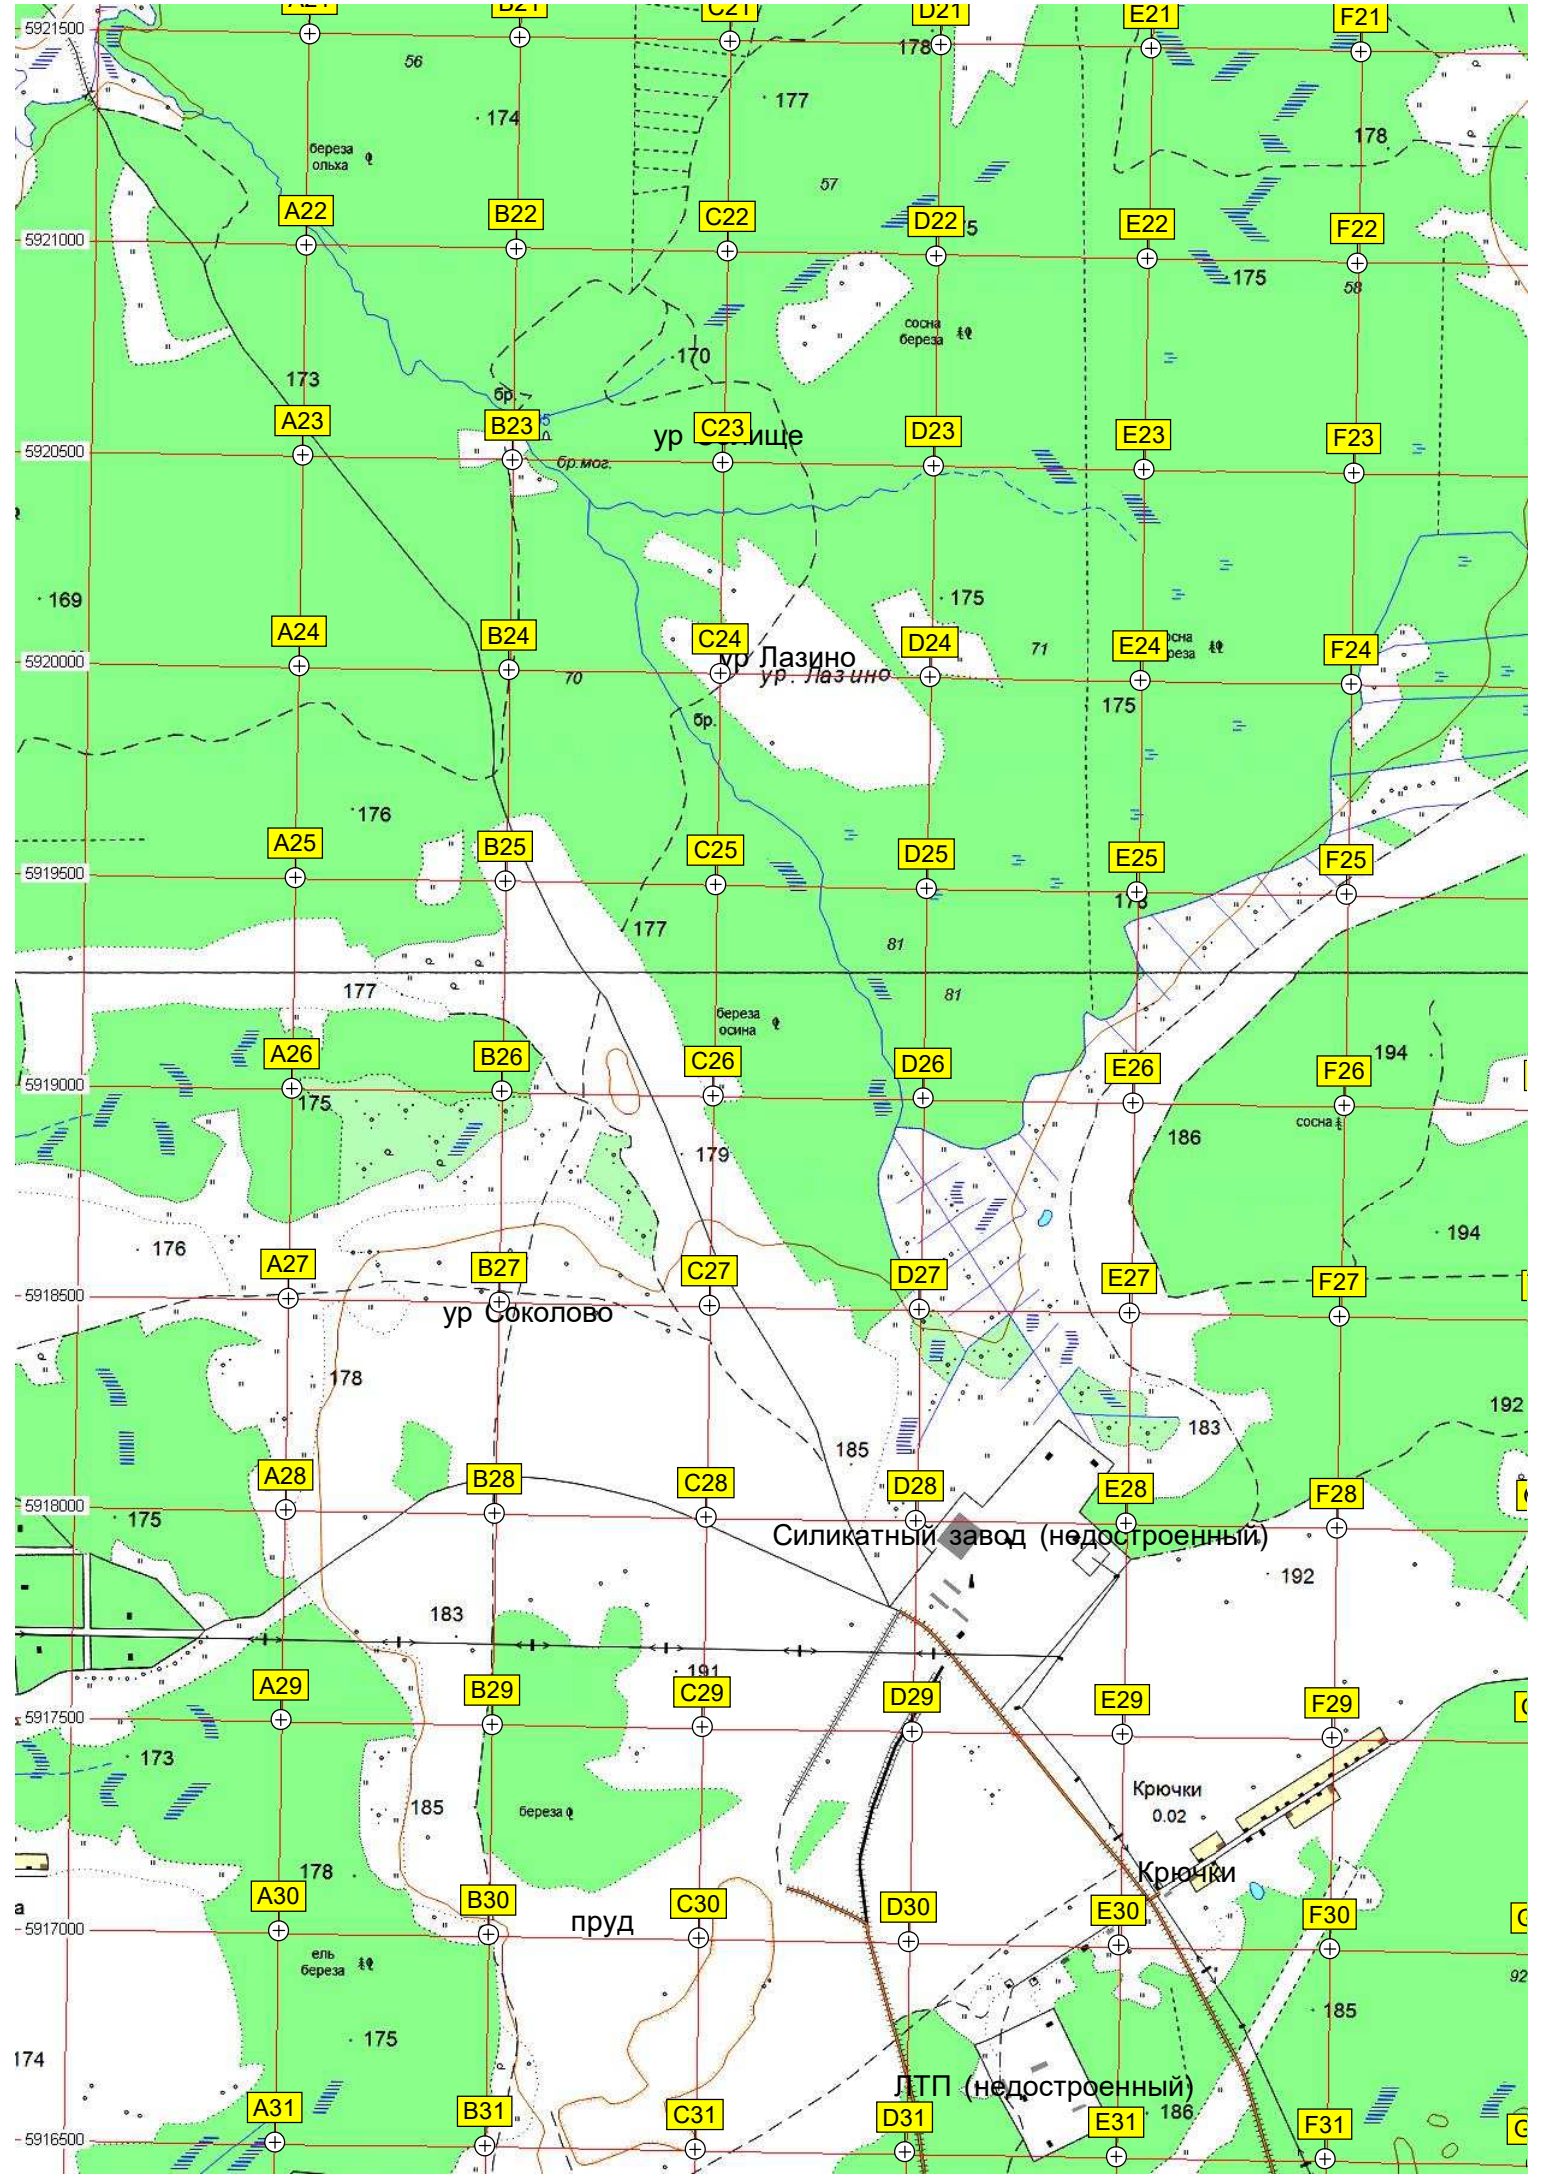 5921500
B21
C21
D21
E21
F21
56
178
174
177
178
береза
ольха
57
A22
B22
C22
D22
E22
F22
5921000
175
58
сосна
береза
170
173
бр.
A23
B23
C23
D23
E23
F23
ур
5920500
бр.мог.
169
175
A24
B24
C24
D24
E24
F24
71
5920000
ур Лазино
ур. Лазино
70
175
бр.
176
A25
B25
C25
D25
E25
F25
5919500
177
81
177
81
береза
осина
A26
B26
C26
D26
E26
F26
194
5919000
175
сосна
186
179
176
194
A27
B27
C27
D27
E27
F27
5918500
ур Соколово
178
192
183
185
A28
B28
C28
D28
E28
F28
5918000
175
Силикатный завод (недостроенный)
192
183
191
A29
B29
C29
D29
E29
F29
5917500
173
Крючки
0.02
185
береза
178
Крючки
A30
B30
C30
D30
E30
F30
а
5917000
пруд
ель
береза
92
185
175
174
ЛТП (недостроенный)
A31
B31
C31
D31
E31
F31
186
5916500